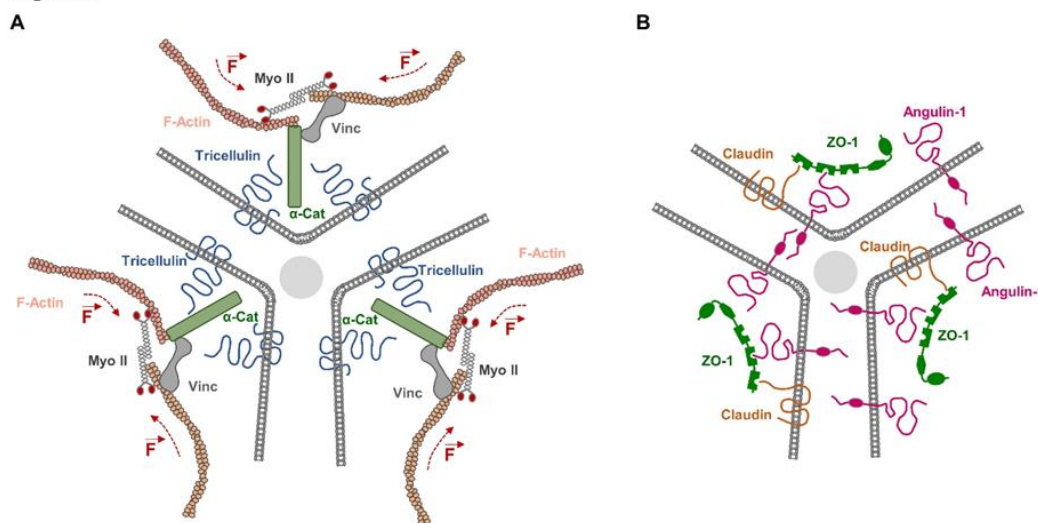 A
F
Myo II
F
F-Actin
Vinc
Tricellulin
α-Cat
Tricellulin
Tricellulin
F-Actin
F-Actin
F
α-Cat
α-Cat
F
Myo II
Vinc
Vinc
Myo II
F
F
B
Angulin-1
ZO-1
Claudin
Claudin
Angulin-
ZO-1
ZO-1
Claudin